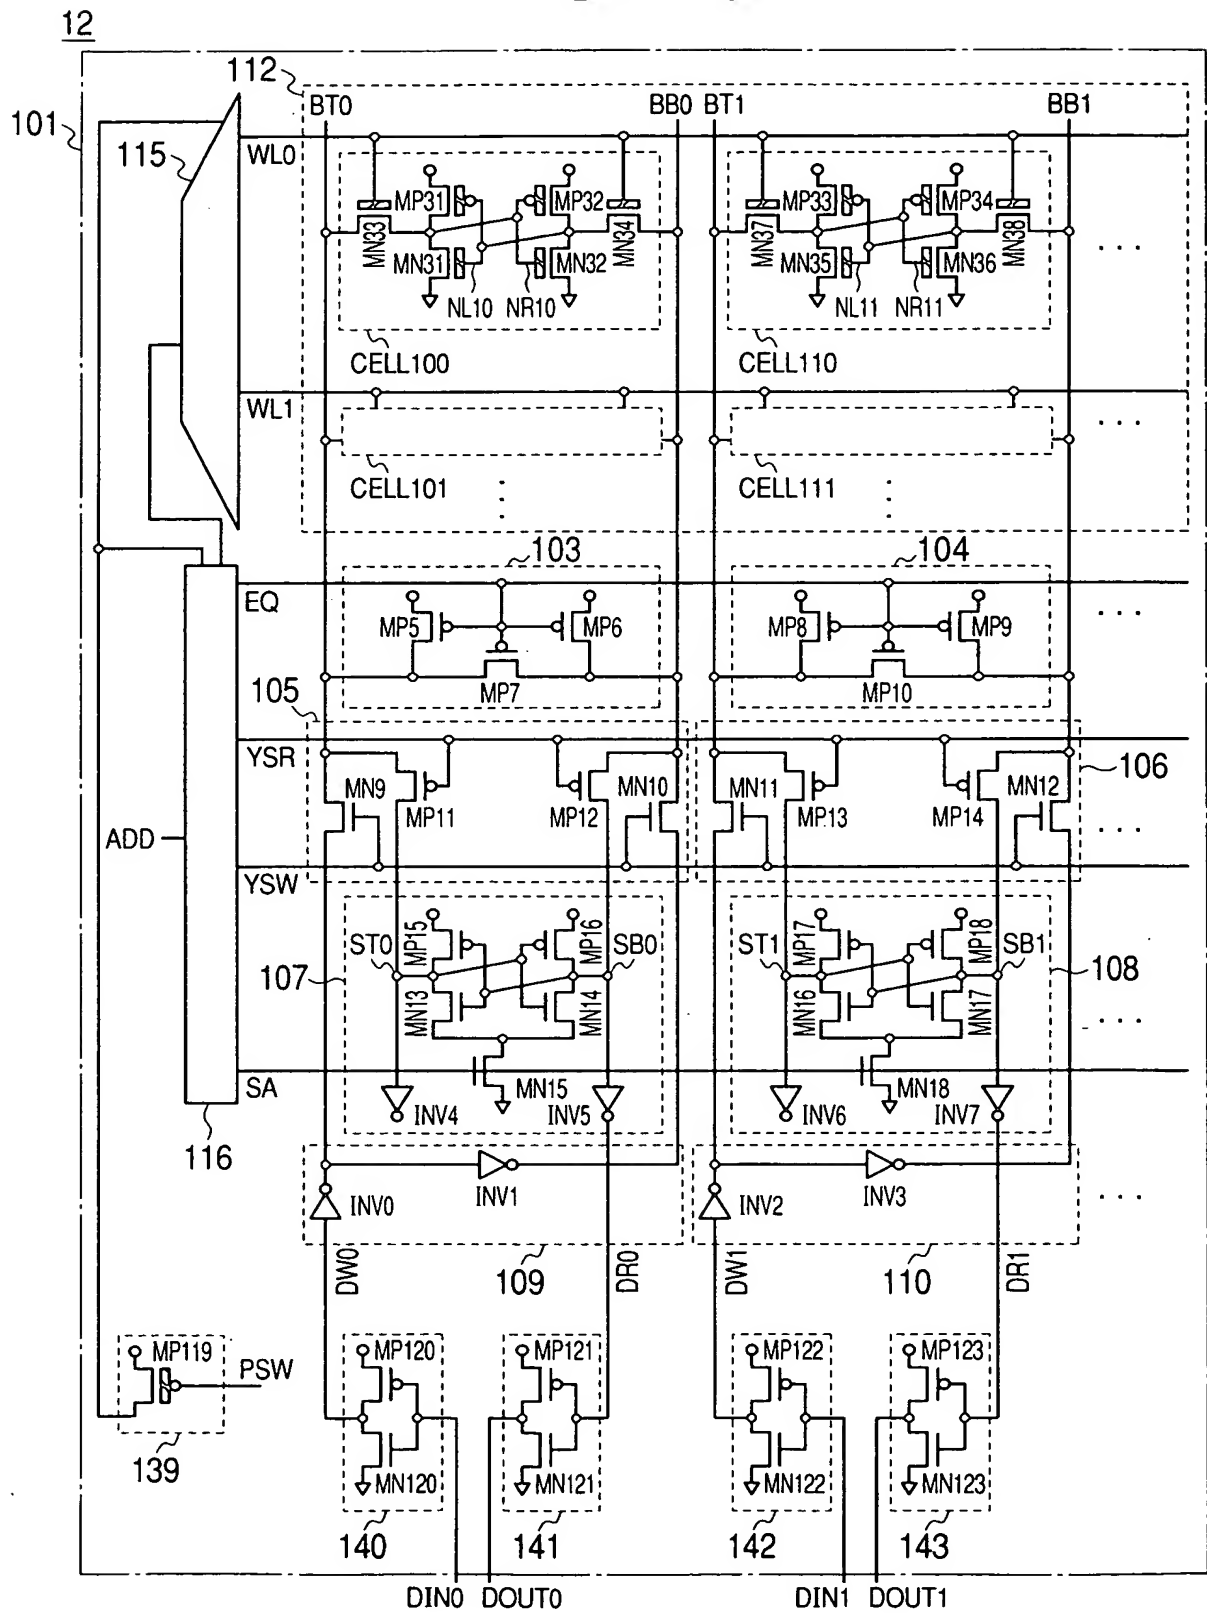 12
112
BT0 BB0 BT1 BB1
101
115
WL0
MP31 MP32 MP33 MP34
MN33 MN34 MN37 MN38
MN31 MN32 MN35 MN36
...
NL10 NR10 NL11 NR11
CELL100 CELL110
WL1
...
CELL101 CELL111
...
...
103 104
EQ
...
MP5 MP6 MP8 MP9
MP7 MP10
105
YSR
106
MN9 MN10 MN11 MN12
MP11 MP12 MP13 MP14
ADD
...
YSW
MP15 MP16 MP17 MP18
ST0 SB0 ST1 SB1
107 108
MN13 MN14 MN16 MN17
...
SA
MN15 MN18
INV4 INV5 INV6 INV7
116
INV0 INV1 INV2 INV3
...
DW0 109 DR0 DW1 110 DR1
MP119 MP120 MP121 MP122 MP123
PSW
139
MN120 MN121 MN122 MN123
140 141 142 143
DIN0 DOUT0 DIN1 DOUT1